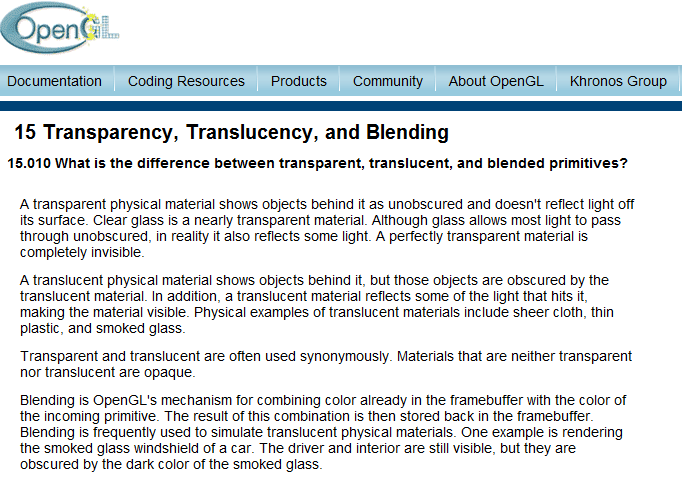 OpenGL
Documentation Coding Resources Products Community About OpenGL Khronos Group
15 Transparency, Translucency, and Blending
15.010 What is the difference between transparent, translucent, and blended primitives?
A transparent physical material shows objects behind it as unobscured and doesn't reflect light off
its surface. Clear glass is a nearly transparent material. Although glass allows most light to pass
through unobscured, in reality it also reflects some light. A perfectly transparent material is
completely invisible.
A translucent physical material shows objects behind it, but those objects are obscured by the
translucent material. In addition, a translucent material reflects some of the light that hits it,
making the material visible. Physical examples of translucent materials include sheer cloth, thin
plastic, and smoked glass.
Transparent and translucent are often used synonymously. Materials that are neither transparent
nor translucent are opaque.
Blending is OpenGL's mechanism for combining color already in the framebuffer with the color of
the incoming primitive. The result of this combination is then stored back in the framebuffer.
Blending is frequently used to simulate translucent physical materials. One example is rendering
the smoked glass windshield of a car. The driver and interior are still visible, but they are
obscured by the dark color of the smoked glass.